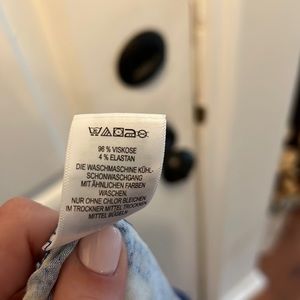 96 % VISKOSE
4 % ELASTAN
DIE WASCHMASCHINE KÜHL-
SCHONWASCHGANG
MIT ÄHNLICHEN FARBEN
WASCHEN.
NUR OHNE CHLOR BLEICHEN
IM TROCKNER MITTEL TROCKNEN
MITTEL BÜGELN